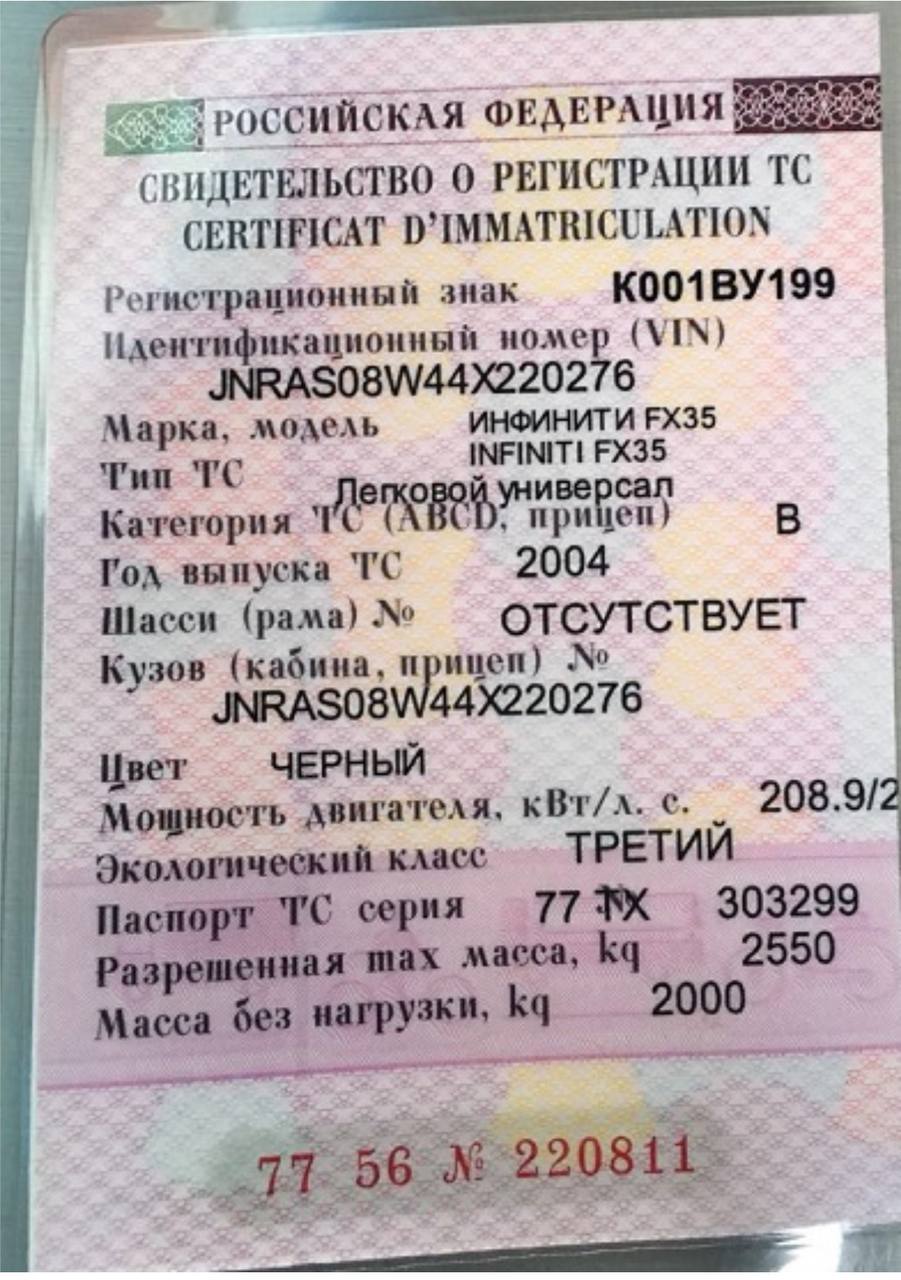 РОССИЙСКАЯ ФЕДЕРАЦИЯ
СВИДЕТЕЛЬСТВО О РЕГИСТРАЦИИ ТС
CERTIFICAT D'IMMATRICULATION
Регистрационный знак К001ВУ199
Идентификационный номер (VIN)
JNRAS08W44X220276
Марка, модель ИНФИНИТИ FX35
INFINITI FX35
Тип ТС
Легковой универсал
Категория ТС (ABCD, прицеп) B
Год выпуска ТС 2004
Шасси (рама) № ОТСУТСТВУЕТ
Кузов (кабина, прицеп) №
JNRAS08W44X220276
Цвет ЧЕРНЫЙ
Мощность двигателя, кВт/л. с. 208.9/2
Экологический класс ТРЕТИЙ
Паспорт ТС серия 77 ТХ № 303299
Разрешенная max масса, kq 2550
Масса без нагрузки, kq 2000
77 56 № 220811